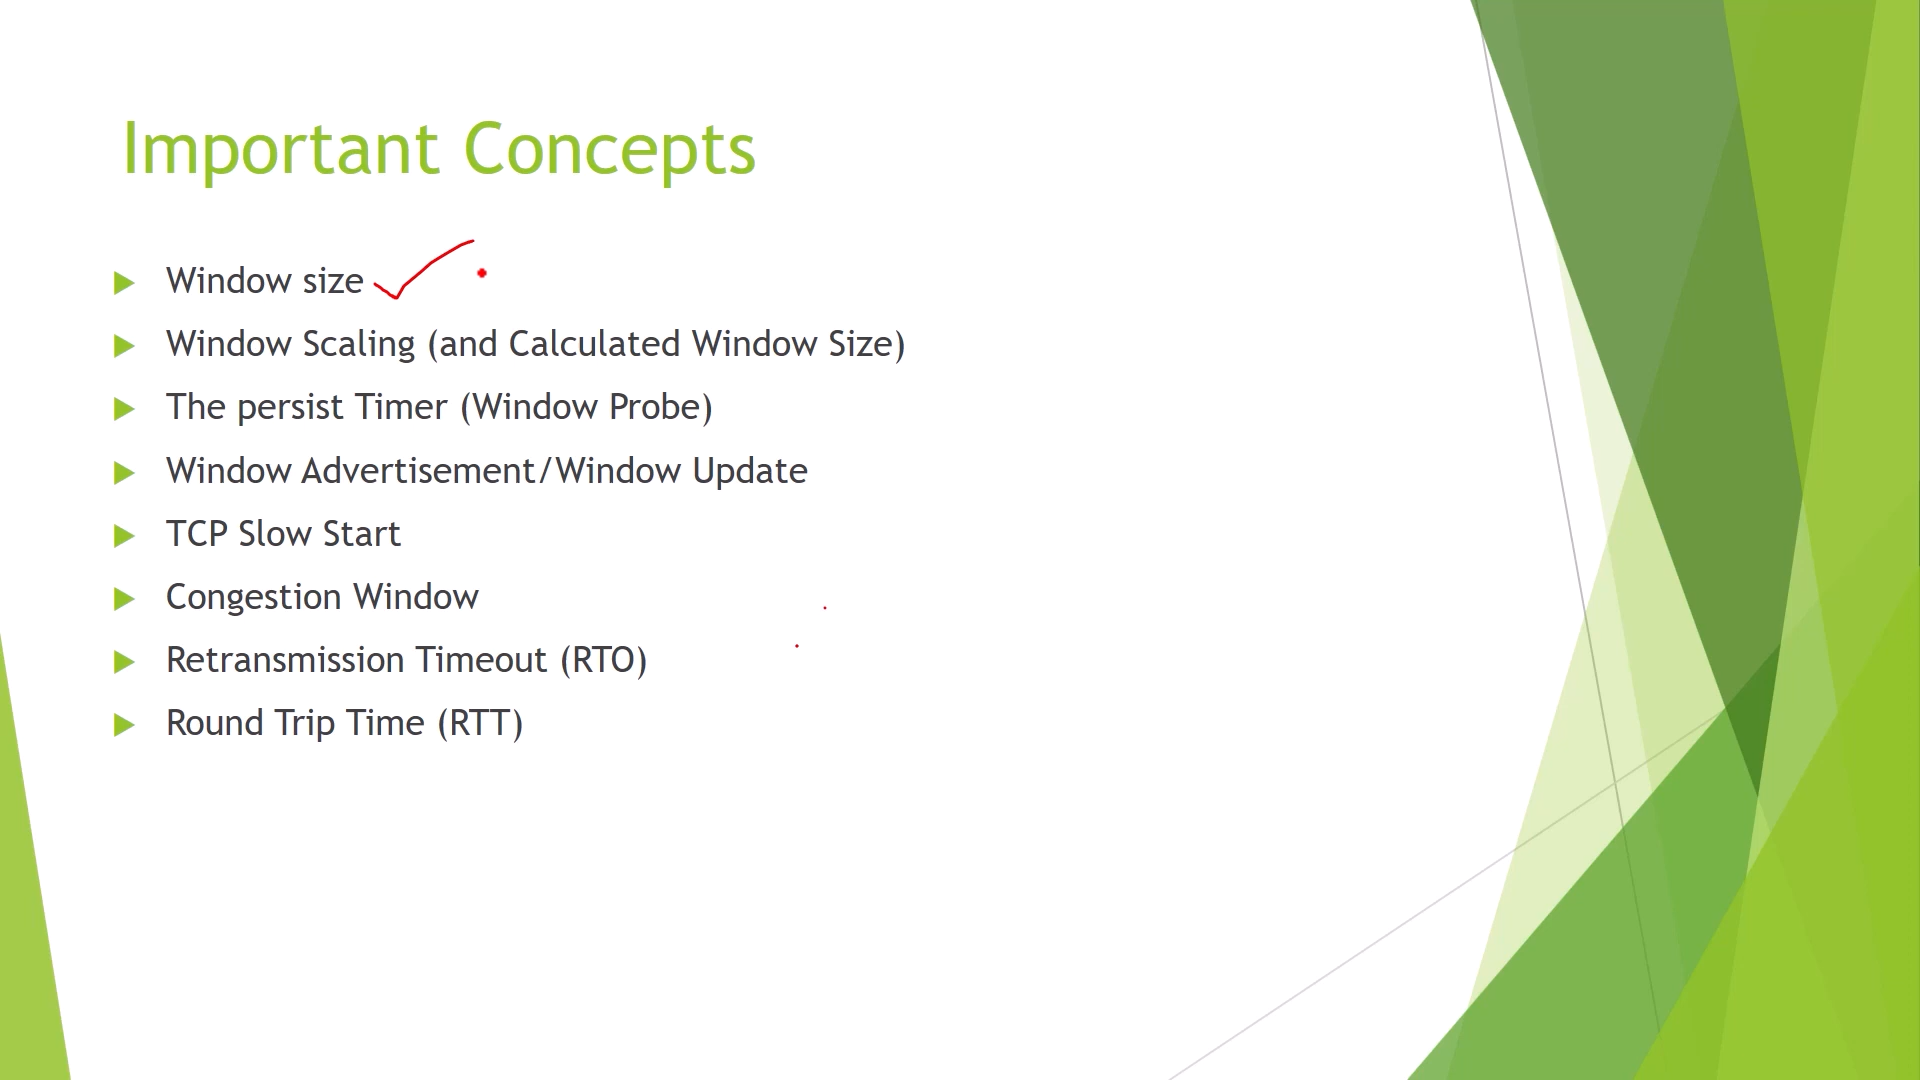 Important Concepts
Window size
Window Scaling (and Calculated Window Size)
The persist Timer (Window Probe)
Window Advertisement/Window Update
TCP Slow Start
Congestion Window
Retransmission Timeout (RTO)
Round Trip Time (RTT)